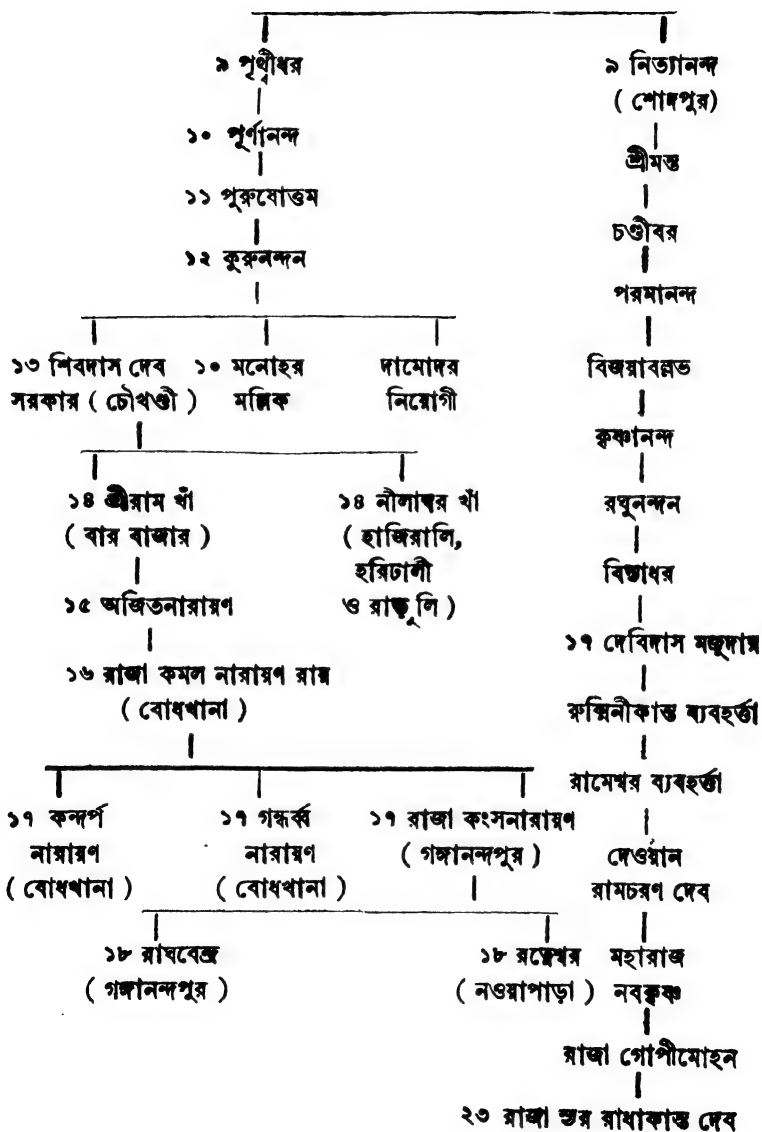 ৯ পৃথ্বীধর
৯ নিত্যানন্দ
( শোদপুর )
১০ পূর্ণানন্দ
শ্রীমন্ত
১১ পুরুষোত্তম
চণ্ডীবর
১২ কুরুনন্দন
পরমানন্দ
১৩ শিবদাস দেব
সরকার ( চৌখণ্ডী )
১০ মনোহর
মল্লিক
দামোদর
নিয়োগী
বিজয়াবল্লভ
কৃষ্ণানন্দ
১৪ শ্রীরাম খাঁ
( বার বাজার )
১৪ নীলাম্বর খাঁ
( হাজিরালি,
হরিঢালী
ও রাড়ুলি )
রঘুনন্দন
বিদ্যাধর
১৫ অজিতনারায়ণ
১৭ দেবিদাস মজুদার
১৬ রাজা কমল নারায়ণ রায়
( বোধখানা )
রুক্মিনীকান্ত ব্যবহর্ত্তা
রামেশ্বর ব্যবহর্ত্তা
১৭ কন্দর্প
নারায়ণ
( বোধখানা )
১৭ গন্ধর্ব্ব
নারায়ণ
( বোধখানা )
১৭ রাজা কংসনারায়ণ
( গঙ্গানন্দপুর )
দেওয়ান
রামচরণ দেব
১৮ রাঘবেন্দ্র
( গঙ্গানন্দপুর )
১৮ রত্নেশ্বর
( নওয়াপাড়া )
মহারাজ
নবকৃষ্ণ
রাজা গোপীমোহন
২৩ রাজা স্তর রাধাকান্ত দেব